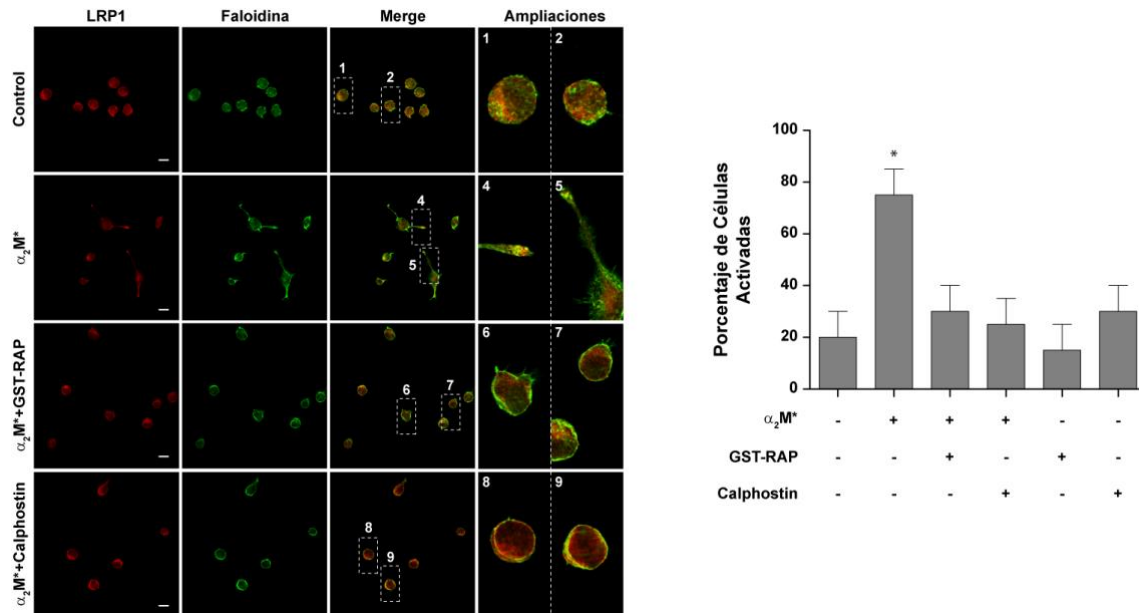 LRP1 Faloidina Merge Ampliaciones
Control
1 2
1 2
α₂M*
4
5
4 5
α₂M*+GST-RAP
6 7
6 7
α₂M*+Calphostin
8
9
8 9
Porcentaje de Células
Activadas
100
80
60
40
20
0
*
α₂M* - + + + - -
GST-RAP - - + - + -
Calphostin - - - + - +